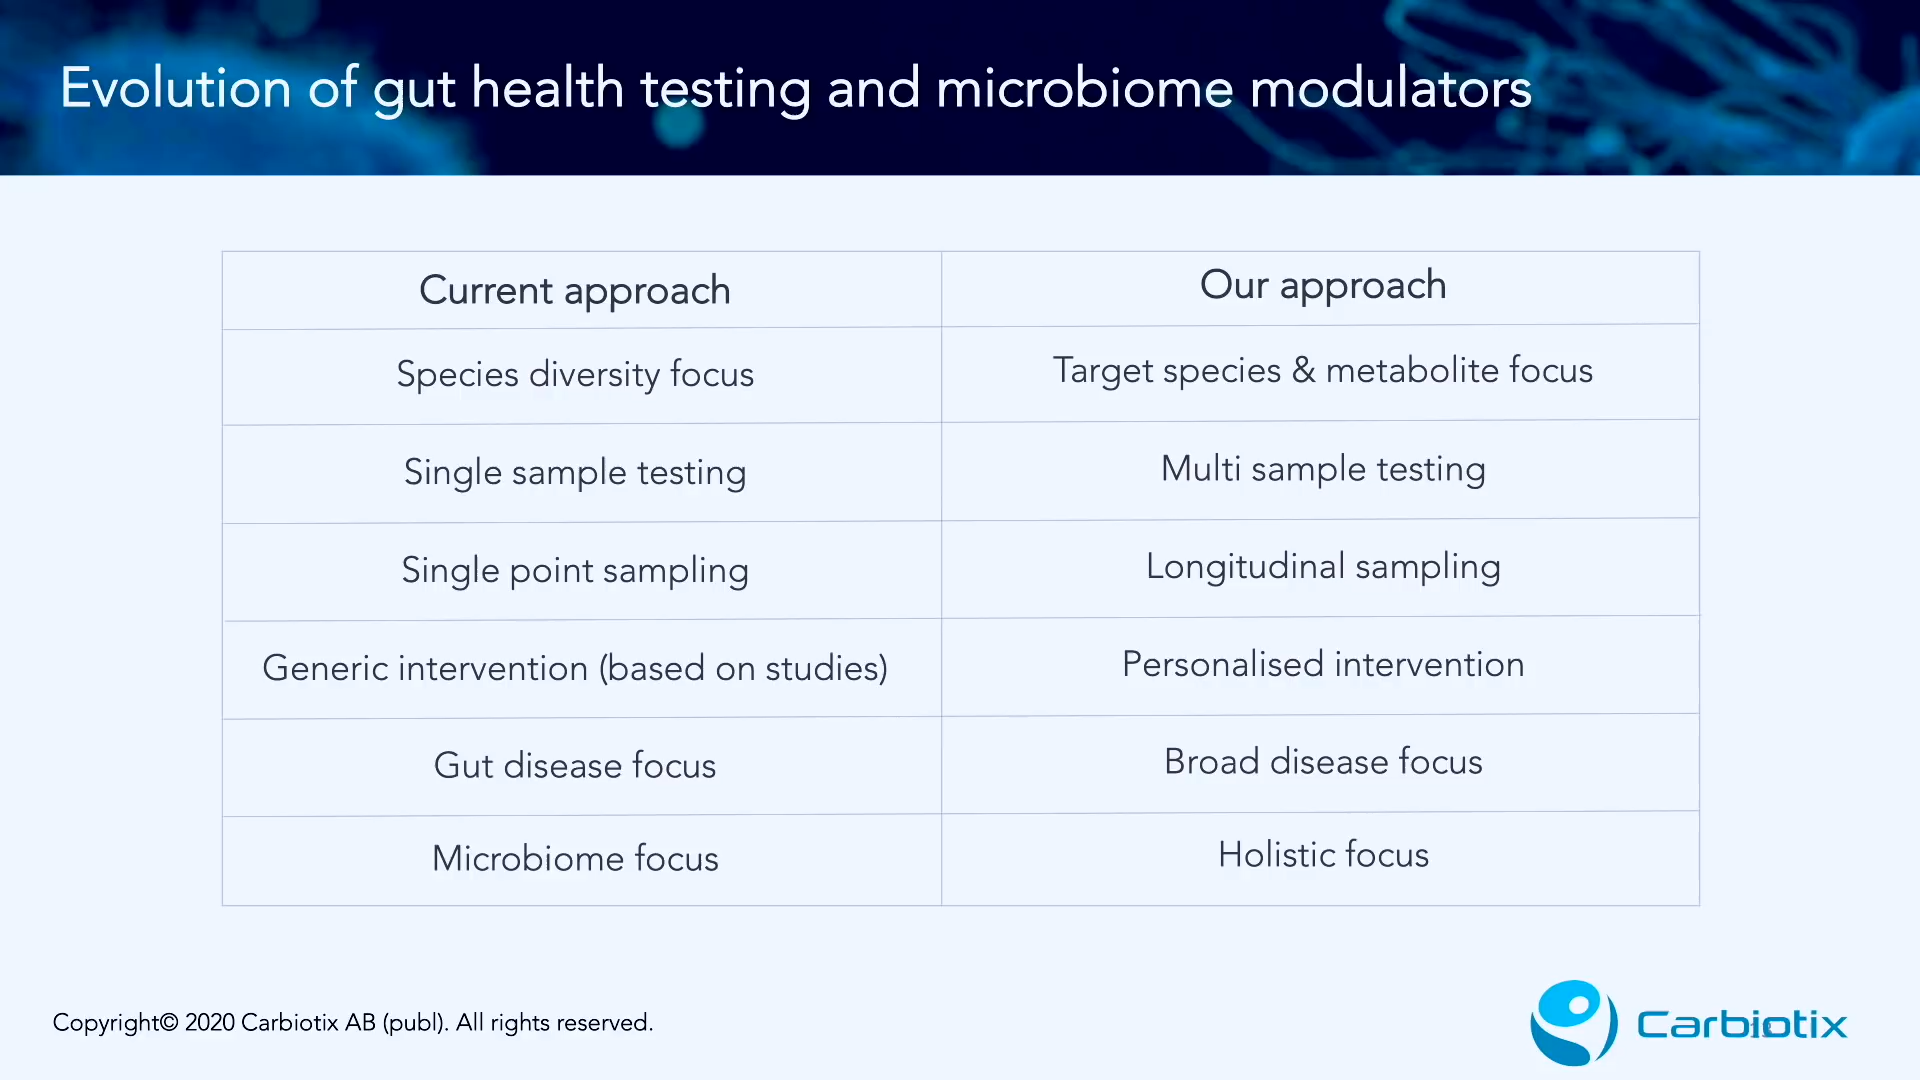 Evolution of gut health testing and microbiome modulators
Current approach
Our approach
Species diversity focus
Target species & metabolite focus
Single sample testing
Multi sample testing
Single point sampling
Longitudinal sampling
Generic intervention (based on studies)
Personalised intervention
Gut disease focus
Broad disease focus
Microbiome focus
Holistic focus
Copyright© 2020 Carbiotix AB (publ). All rights reserved.
Carbiotix